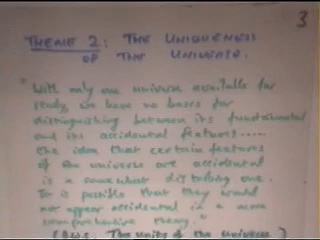 3
THEME 2: THE UNIQUENESS
OF THE UNIVERSE.
"With only one universe available for
study, we have no bases for
distinguishing between its fundamental
and its accidental features.....
the idea that certain features
of the universe are accidental
is a somewhat disturbing one.
It is possible that they would
not appear accidental in a more
comprehensive theory."
The Unity of the Universe)